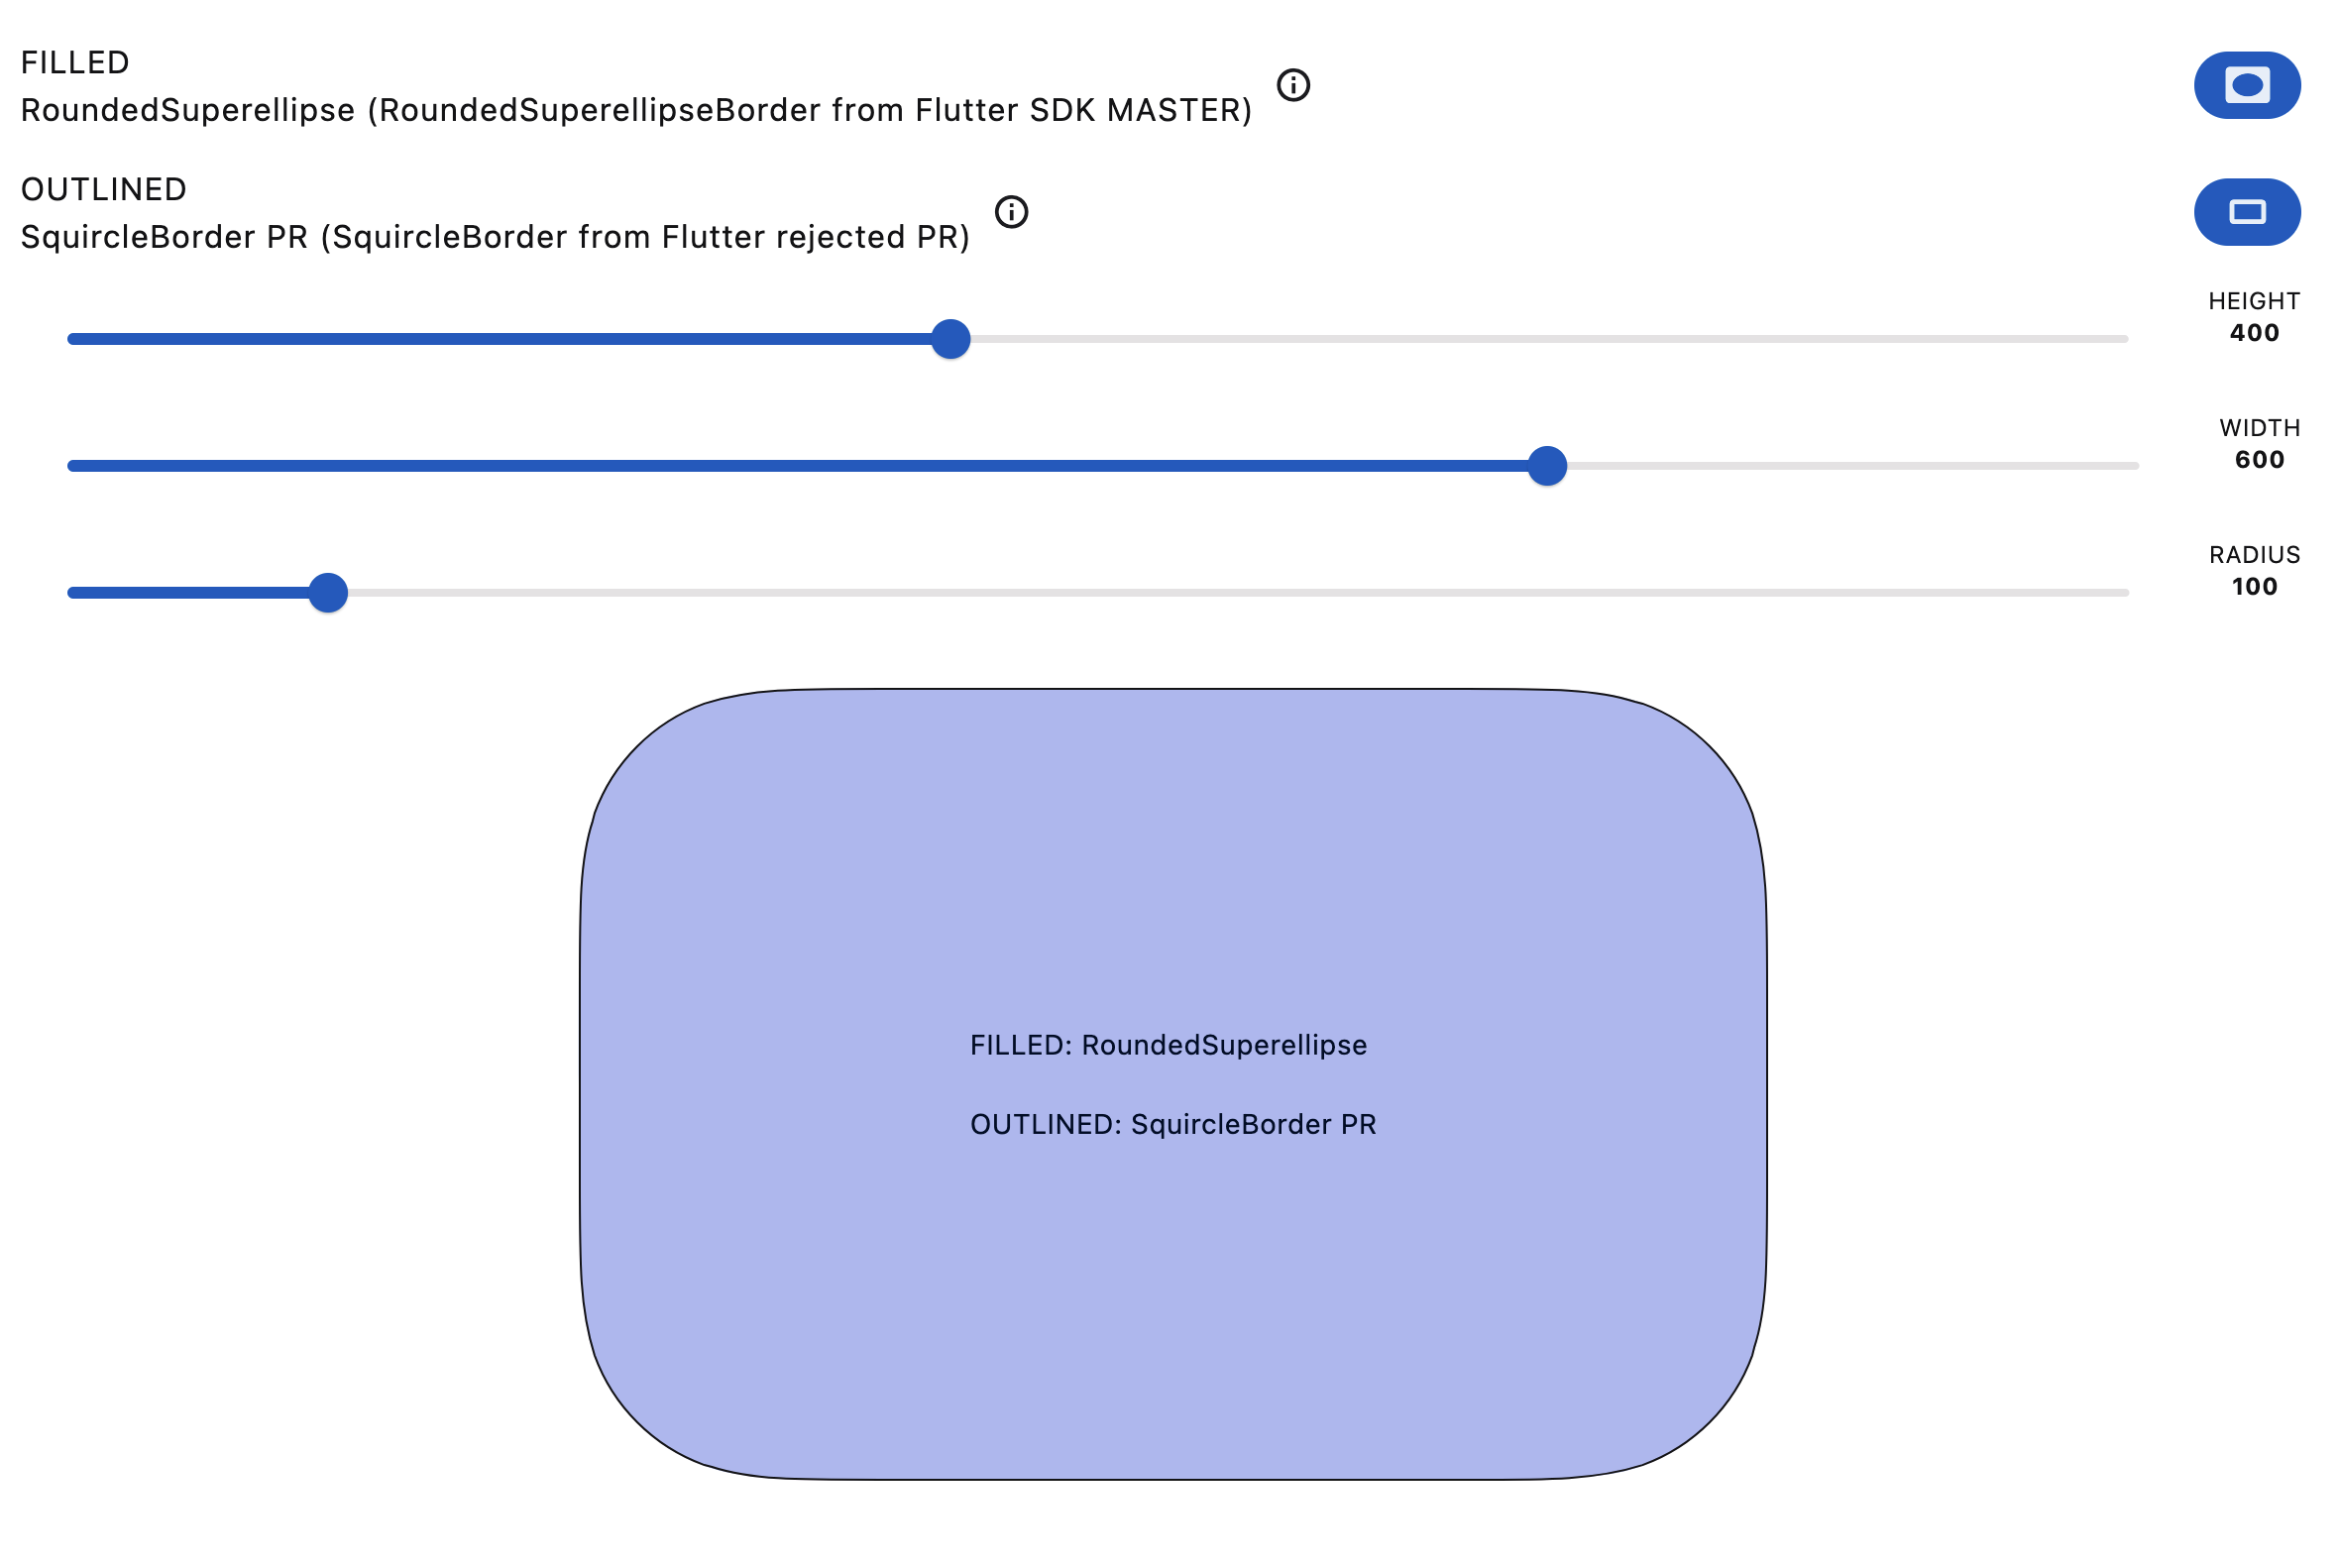 FILLED
RoundedSuperellipse (RoundedSuperellipseBorder from Flutter SDK MASTER)
OUTLINED
SquircleBorder PR (SquircleBorder from Flutter rejected PR)
HEIGHT
400
WIDTH
600
RADIUS
100
FILLED: RoundedSuperellipse
OUTLINED: SquircleBorder PR